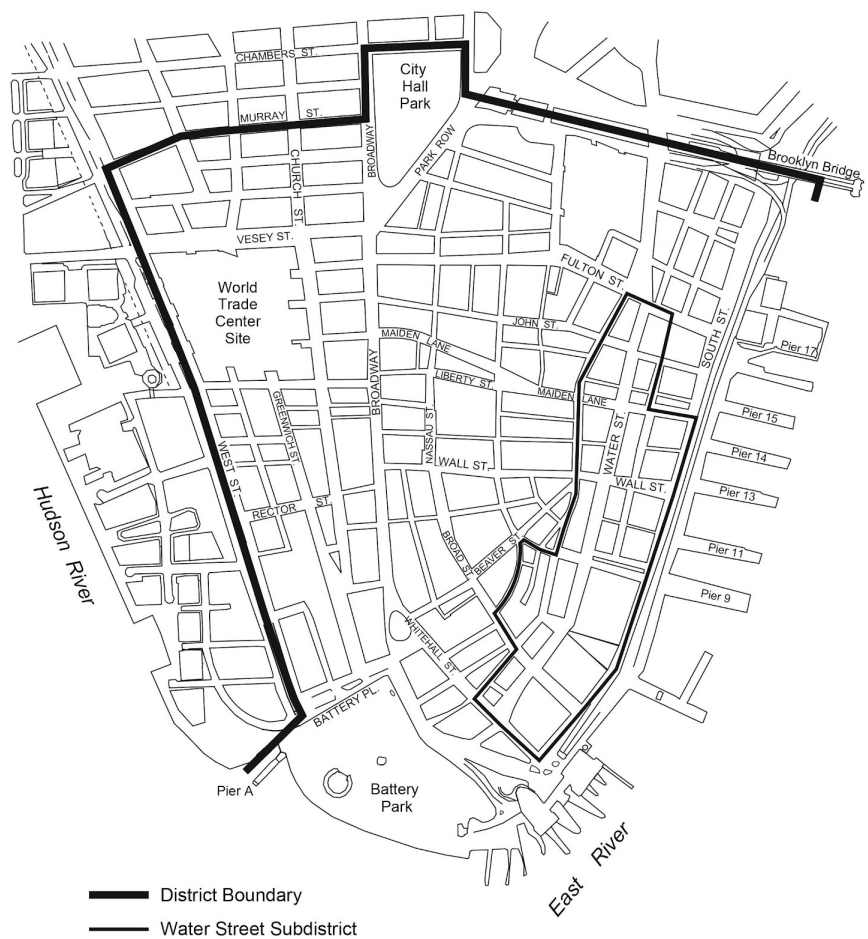 CHAMBERS ST.
City
Hall
Park
MURRAY ST.
BROADWAY
PARK ROW
Brooklyn Bridge
CHURCH ST.
VESEY ST.
FULTON ST.
World
Trade
Center
Site
JOHN ST.
SOUTH ST.
MAIDEN LANE
Pier 17
BROADWAY
LIBERTY ST.
MAIDEN LANE
GREENWICH ST.
NASSAU ST.
WATER ST.
Pier 15
WEST ST.
WALL ST.
Pier 14
WALL ST.
Pier 13
RECTOR ST.
Hudson River
BROAD ST.
BEAVER ST.
Pier 11
Pier 9
WHITEHALL ST.
BATTERY PL.
Pier A
Battery
Park
East River
District Boundary
Water Street Subdistrict